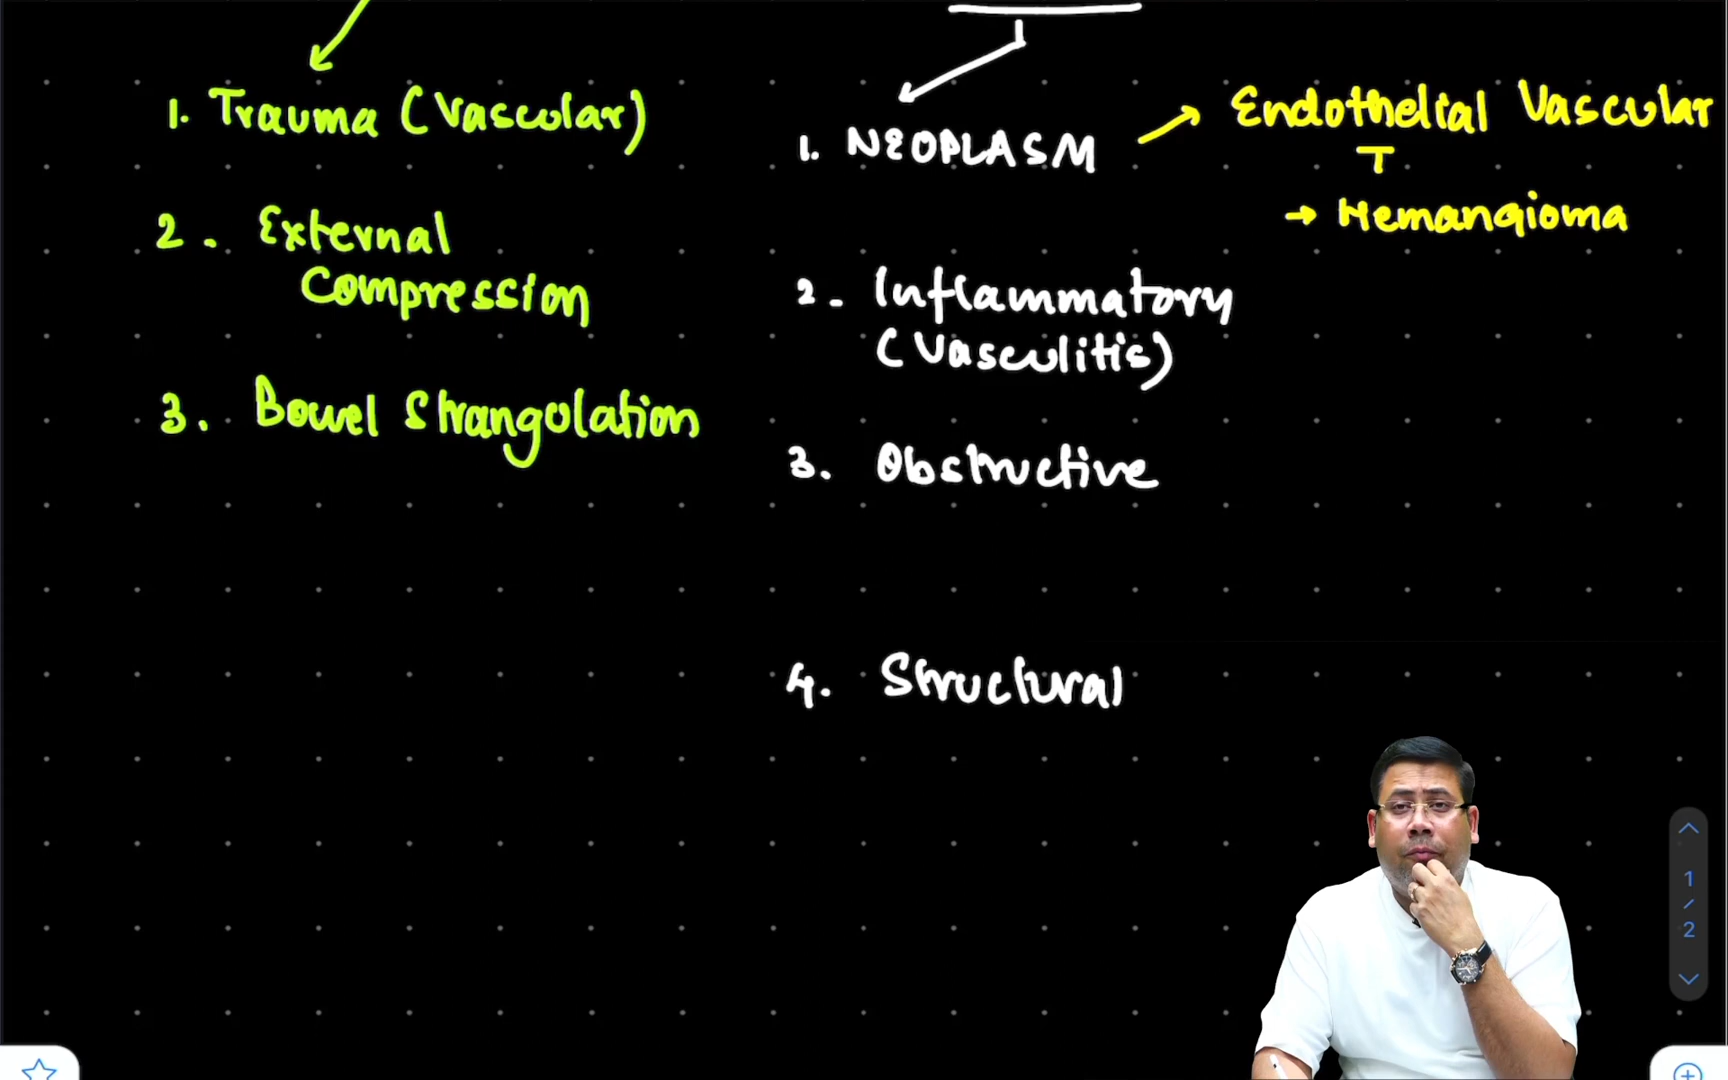 1. Trauma (Vascular)
2. External
Compression
3. Bowel Strangulation
1. NEOPLASM → Endothelial Vascular
T
→ Hemangioma
2. Inflammatory
(Vasculitis)
3. Obstructive
4. Structural
1
/
2